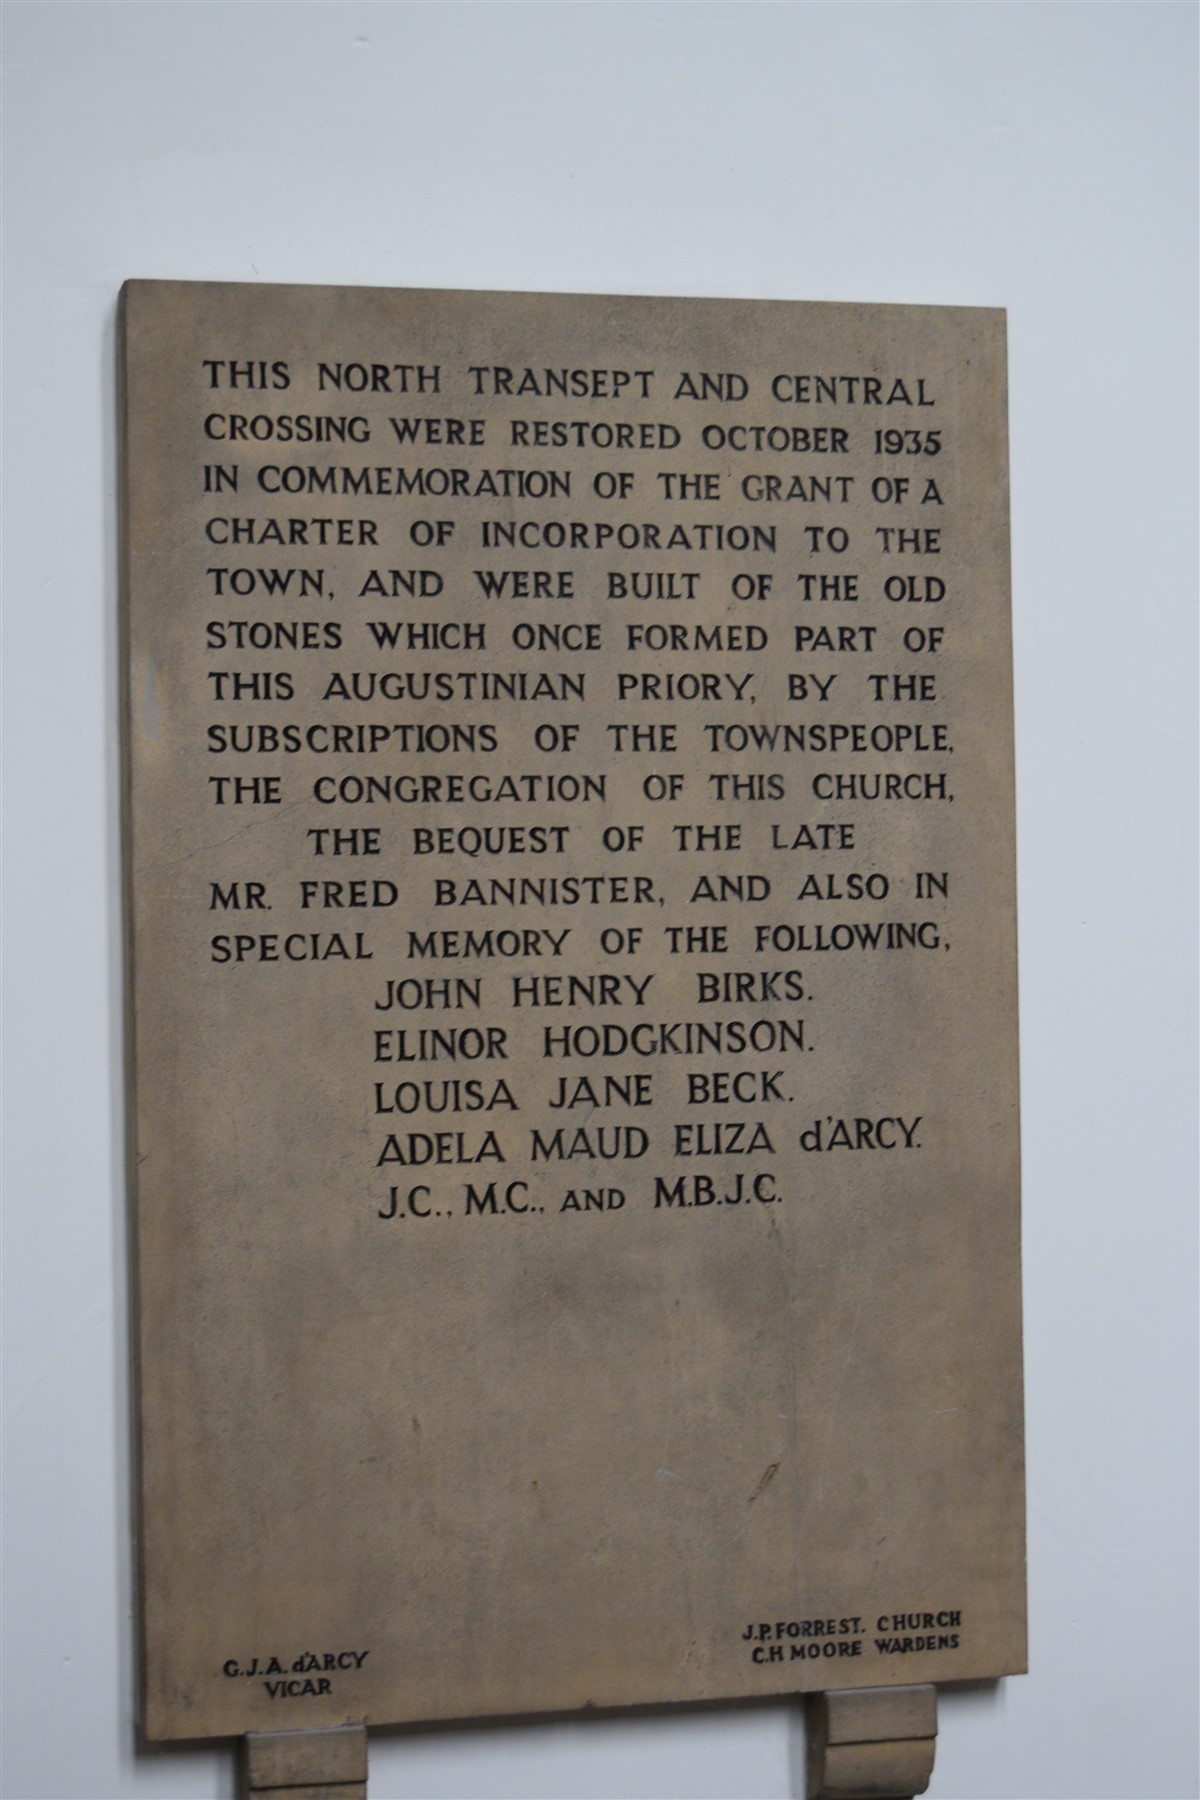 THIS NORTH TRANSEPT AND CENTRAL
CROSSING WERE RESTORED OCTOBER 1935
IN COMMEMORATION OF THE GRANT OF A
CHARTER OF INCORPORATION TO THE
TOWN, AND WERE BUILT OF THE OLD
STONES WHICH ONCE FORMED PART OF
THIS AUGUSTINIAN PRIORY, BY THE
SUBSCRIPTIONS OF THE TOWNSPEOPLE,
THE CONGREGATION OF THIS CHURCH,
THE BEQUEST OF THE LATE
MR. FRED BANNISTER, AND ALSO IN
SPECIAL MEMORY OF THE FOLLOWING,
JOHN HENRY BIRKS.
ELINOR HODGKINSON.
LOUISA JANE BECK.
ADELA MAUD ELIZA d'ARCY.
J.C., M.C., AND M.B.J.C.
G.J.A. d'ARCY
VICAR
J.P. FORREST. CHURCH
C.H MOORE WARDENS